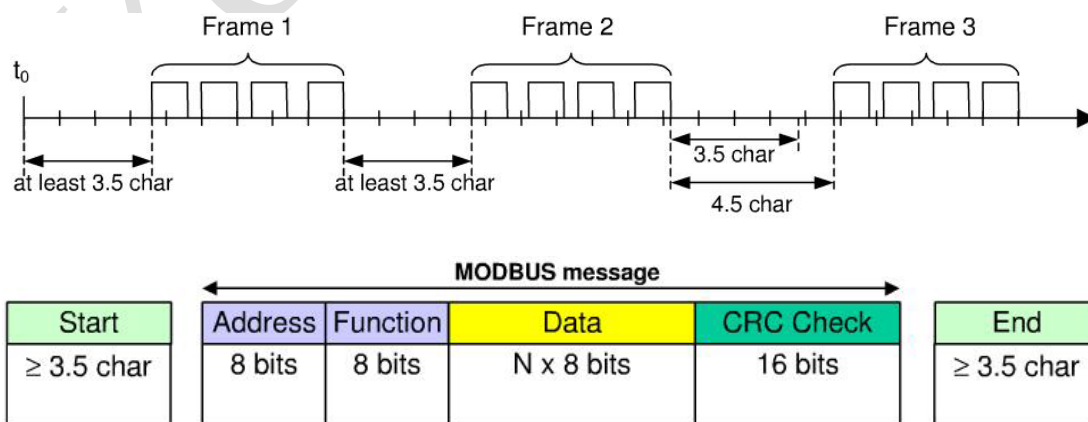 Frame 1 Frame 2 Frame 3
t0
at least 3.5 char at least 3.5 char 3.5 char
4.5 char
MODBUS message
Start Address Function Data CRC Check End
≥ 3.5 char 8 bits 8 bits N x 8 bits 16 bits ≥ 3.5 char